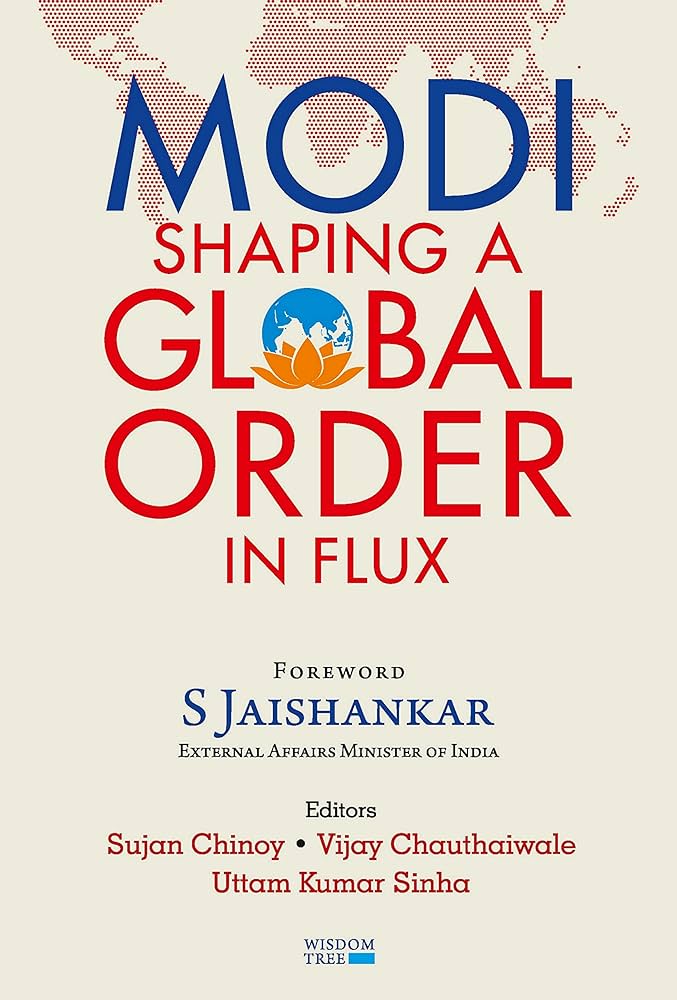 MODI
SHAPING A
GLOBAL
ORDER
IN FLUX
FOREWORD
S JAISHANKAR
EXTERNAL AFFAIRS MINISTER OF INDIA
Editors
Sujan Chinoy • Vijay Chauthaiwale
Uttam Kumar Sinha
WISDOM
TREE